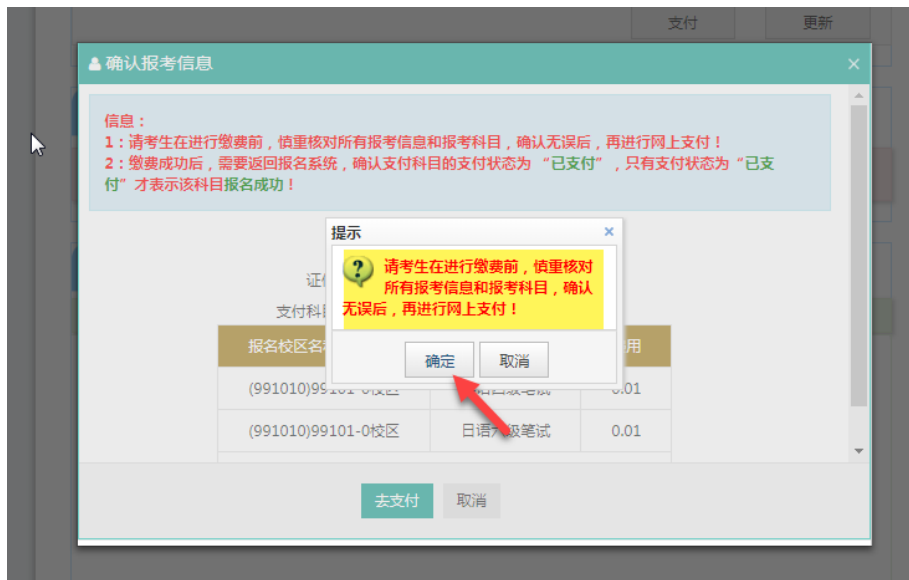 支付 更新
确认报考信息
信息：
1：请考生在进行缴费前，慎重核对所有报考信息和报考科目，确认无误后，再进行网上支付！
2：缴费成功后，需要返回报名系统，确认支付科目的支付状态为 “已支付”，只有支付状态为“已支
付” 才表示该科目报名成功！
提示
请考生在进行缴费前，慎重核对
所有报考信息和报考科目，确认
无误后，再进行网上支付！
确定 取消
支付科
报名校区名 用
(991010)99101-0校区 0.01
(991010)99101-0校区 日语六级笔试 0.01
去支付 取消